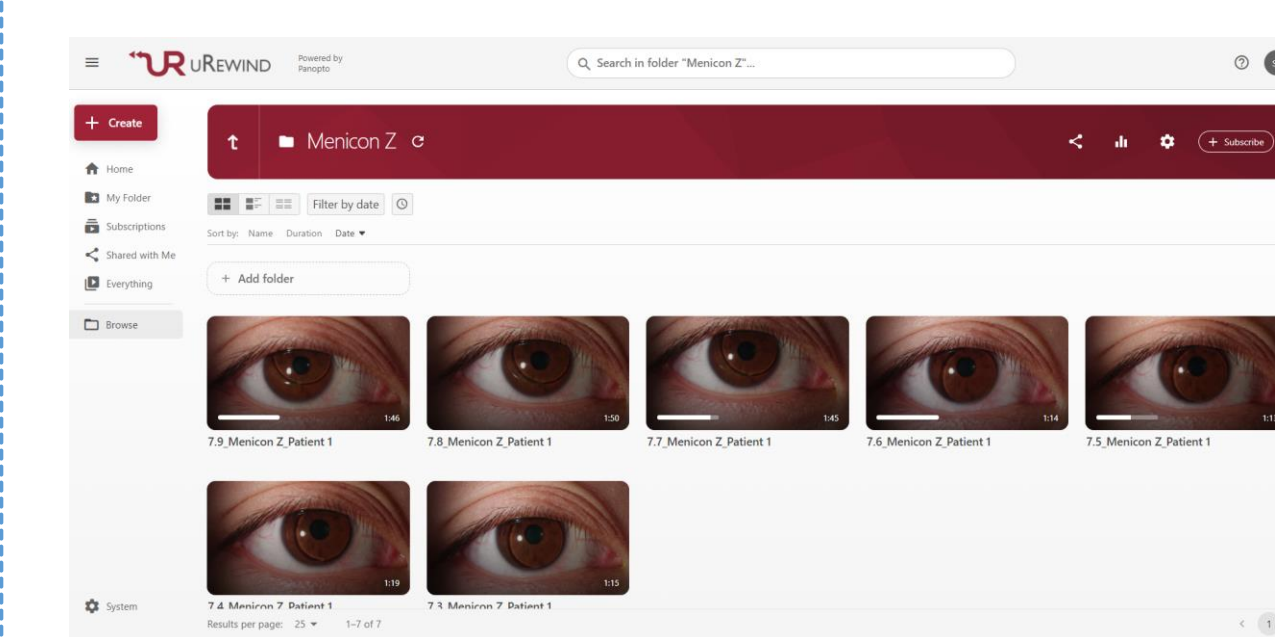 UR uREWIND
Powered by
Panopto
Search in folder "Menicon Z"...
+ Create
Menicon Z
+ Subscribe
Home
My Folder
Subscriptions
Shared with Me
Everything
Browse
System
Filter by date
Sort by: Name Duration Date
+ Add folder
1:46
1:50
1:45
1:14
7.9_Menicon Z_Patient 1
7.8_Menicon Z_Patient 1
7.7_Menicon Z_Patient 1
7.6_Menicon Z_Patient 1
7.5_Menicon Z_Patient 1
1:19
1:15
7.4_Menicon Z_Patient 1
7.3_Menicon Z_Patient 1
Results per page: 25
1–7 of 7
1